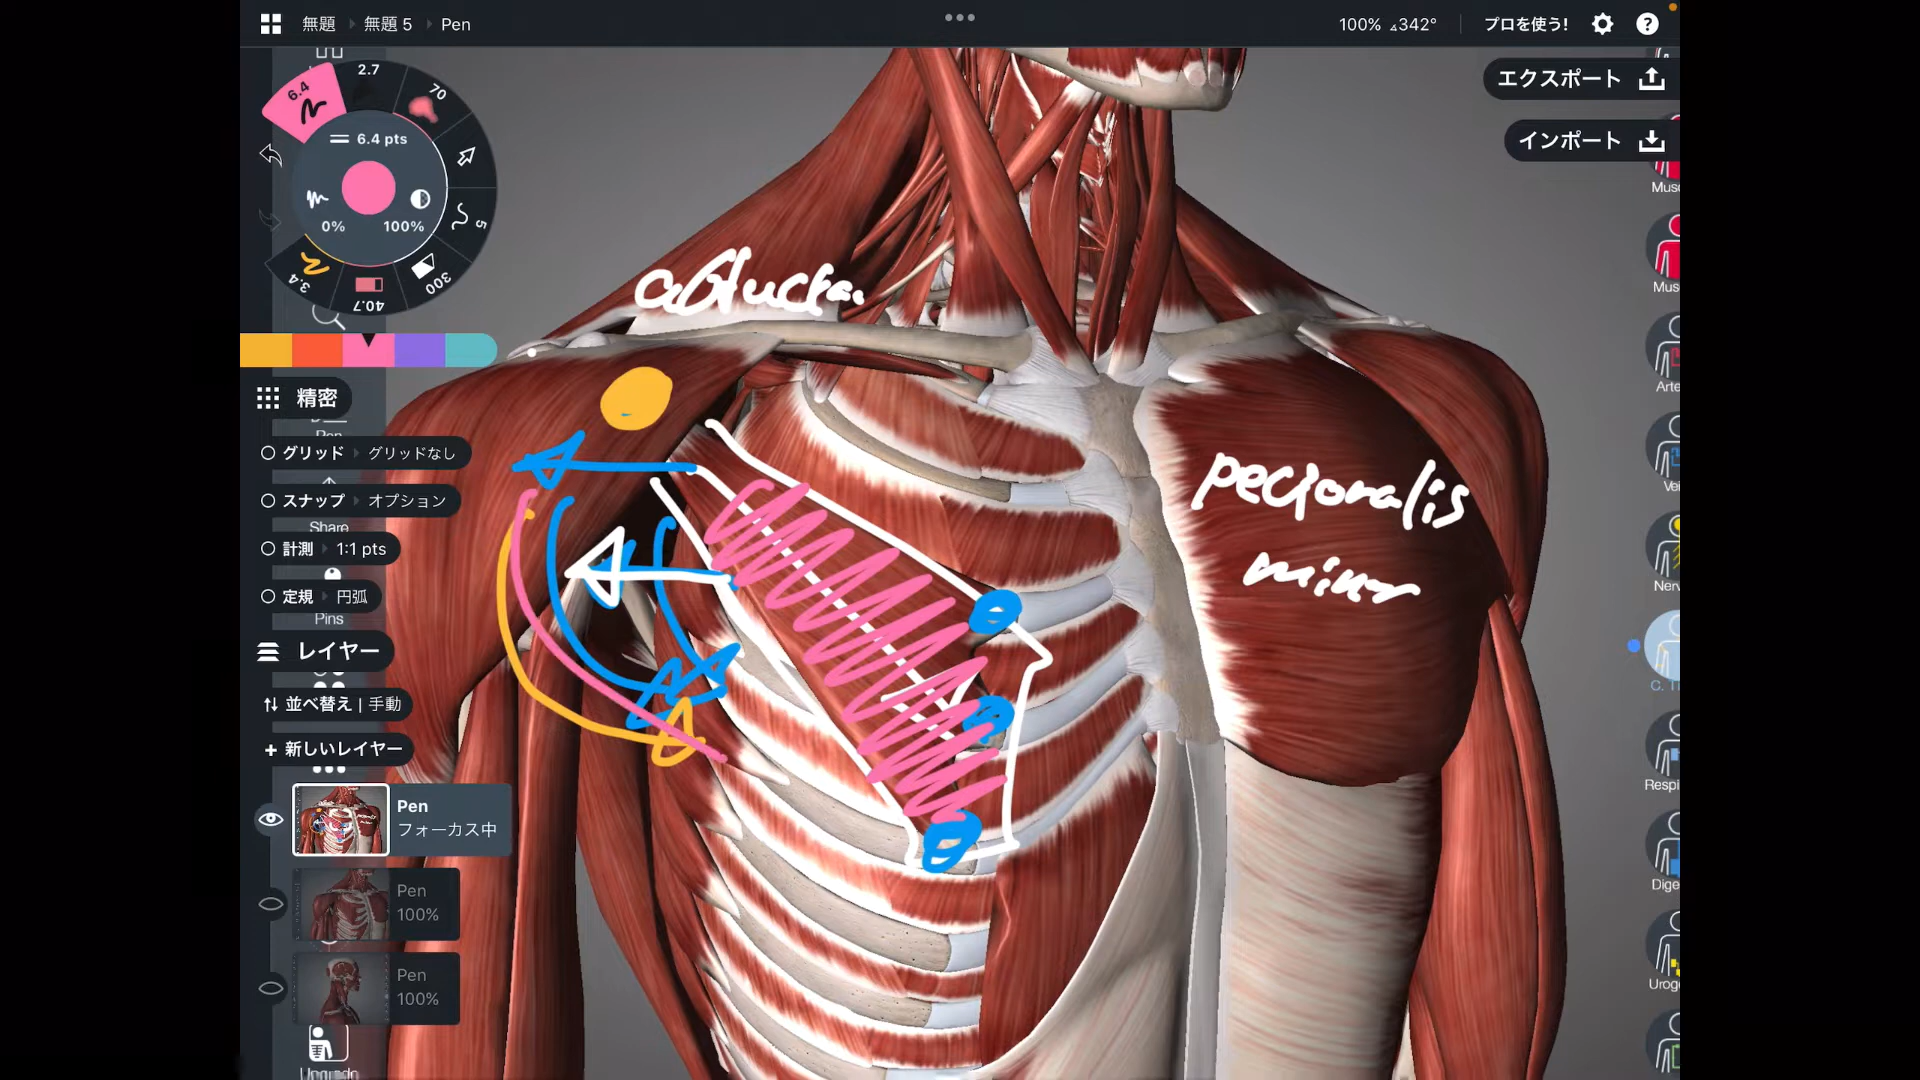 無題 無題 5 Pen
100% 342° プロを使う!
エクスポート
インポート
2.7
6.4
70
6.4 pts
0% 100%
5
3.4
40.7
300
精密
グリッド グリッドなし
スナップ オプション
Share
計測 1:1 pts
定規 円弧
Pins
レイヤー
並べ替え | 手動
+ 新しいレイヤー
Pen
フォーカス中
Pen
100%
Pen
100%
pectoralis
minor
Nerv
Respi
Dige
Urog
Arte
Vei
Musc
Mus